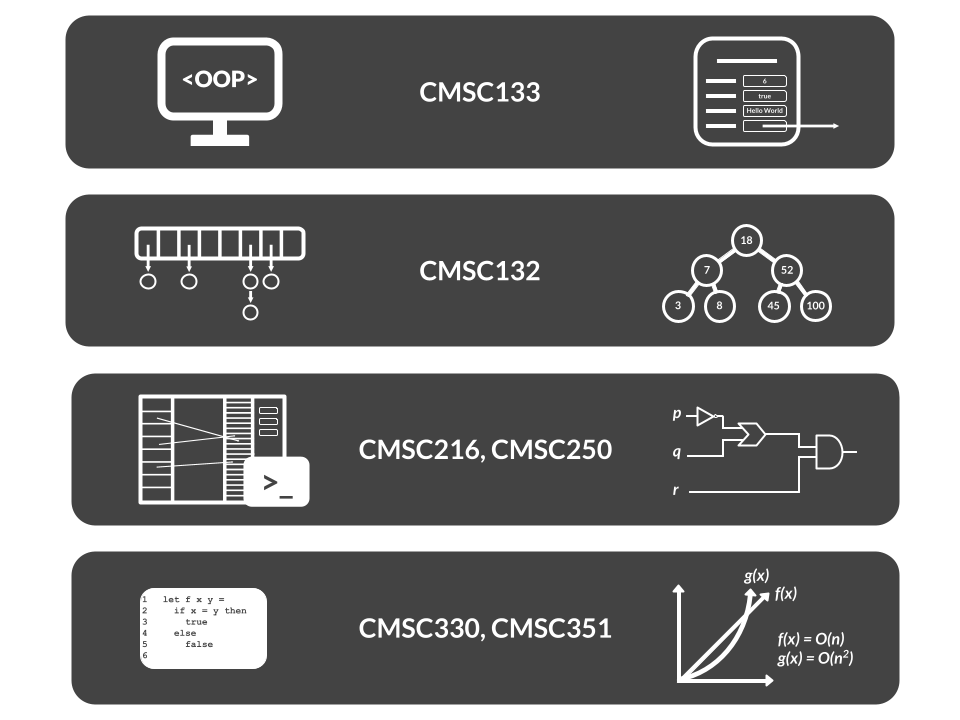 <OOP>
CMSC133
6
true
Hello World
CMSC132
18
7 52
3 8 45 100
CMSC216, CMSC250
>_
p
q
r
CMSC330, CMSC351
1 let f x y =
2 if x = y then
3 true
4 else
5 false
6
g(x)
f(x)
f(x) = O(n)
g(x) = O(n²)